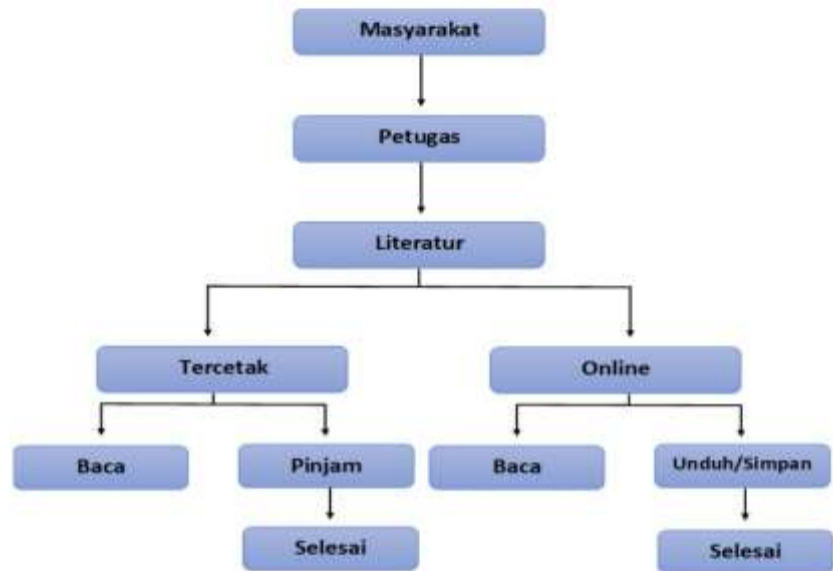 Masyarakat
Petugas
Literatur
Tercetak
Online
Baca
Pinjam
Baca
Unduh/Simpan
Selesai
Selesai